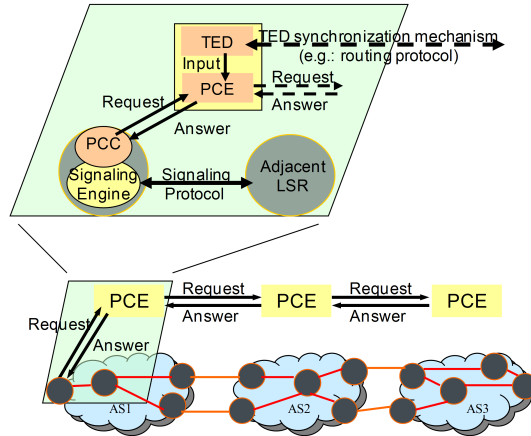 TED
TED synchronization mechanism
(e.g.: routing protocol)
Input
Request
PCE
Answer
Request
Answer
PCC
Signaling
Engine
Signaling
Protocol
Adjacent
LSR
PCE
Request
Answer
PCE
Request
Answer
PCE
Request
Answer
AS1
AS2
AS3